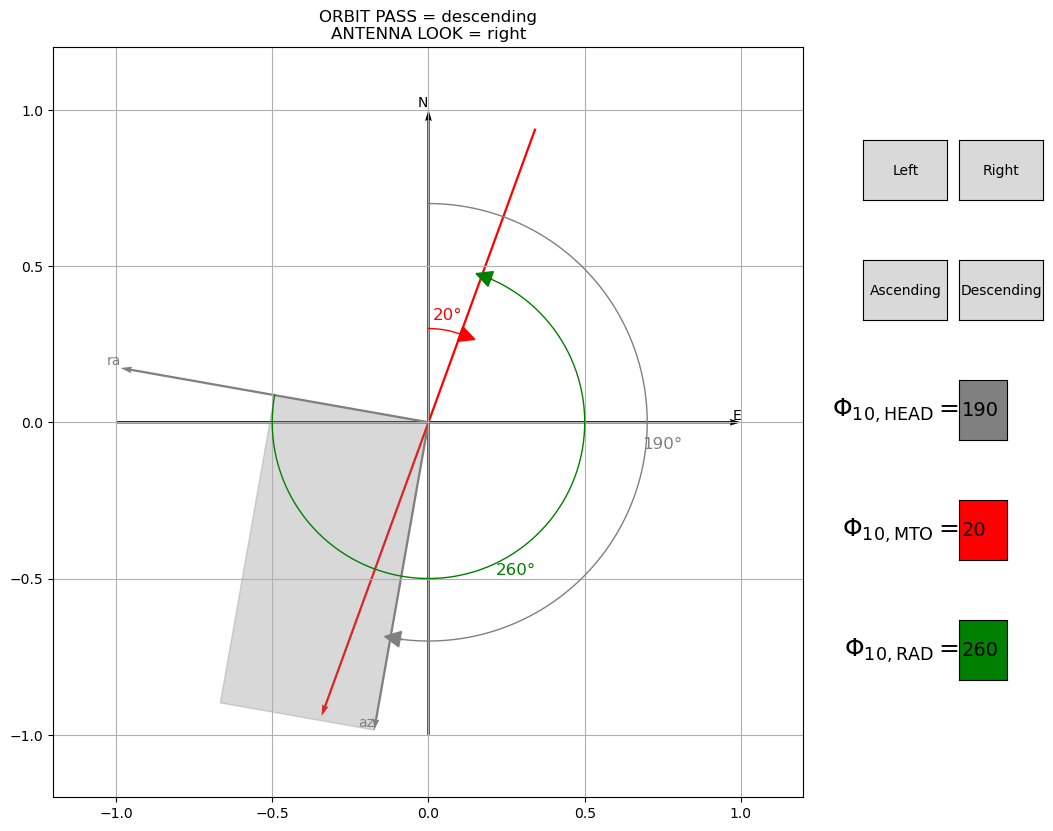 ORBIT PASS = descending
ANTENNA LOOK = right
1.0
0.5
0.0
−0.5
−1.0
−1.0
−0.5
0.0
0.5
1.0
N
E
ra
az
20°
190°
260°
Left
Right
Ascending
Descending
Φ10, HEAD = 190
Φ10, MTO = 20
Φ10, RAD = 260